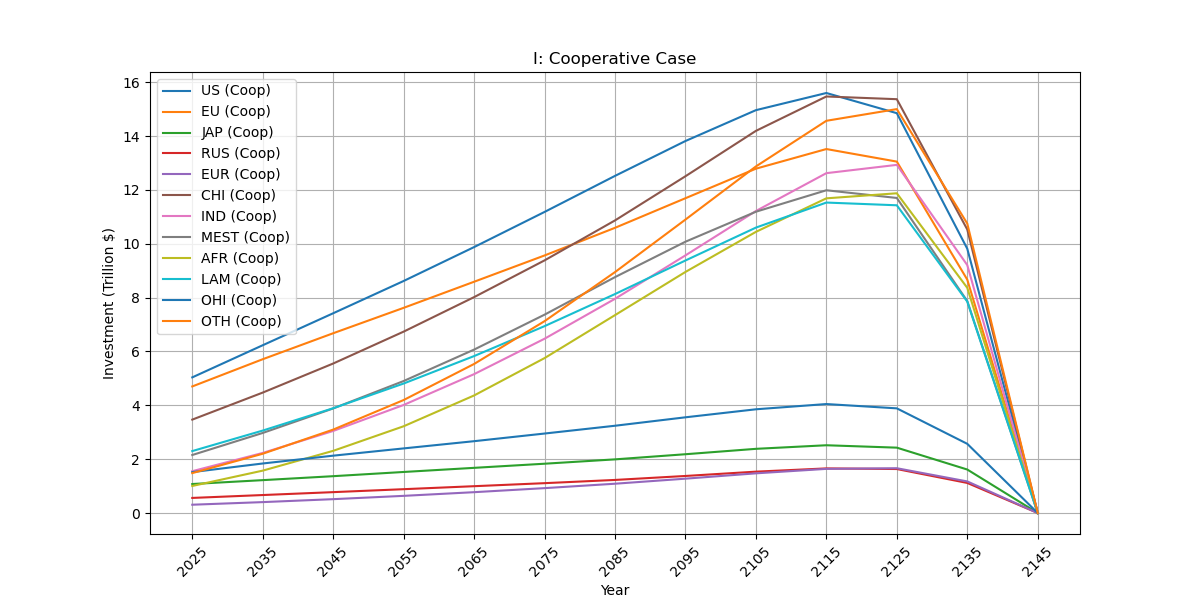 I: Cooperative Case
16
14
12
10
8
6
4
2
0
Investment (Trillion $)
US (Coop)
EU (Coop)
JAP (Coop)
RUS (Coop)
EUR (Coop)
CHI (Coop)
IND (Coop)
MEST (Coop)
AFR (Coop)
LAM (Coop)
OHI (Coop)
OTH (Coop)
2025
2035
2045
2055
2065
2075
2085
2095
2105
2115
2125
2135
2145
Year